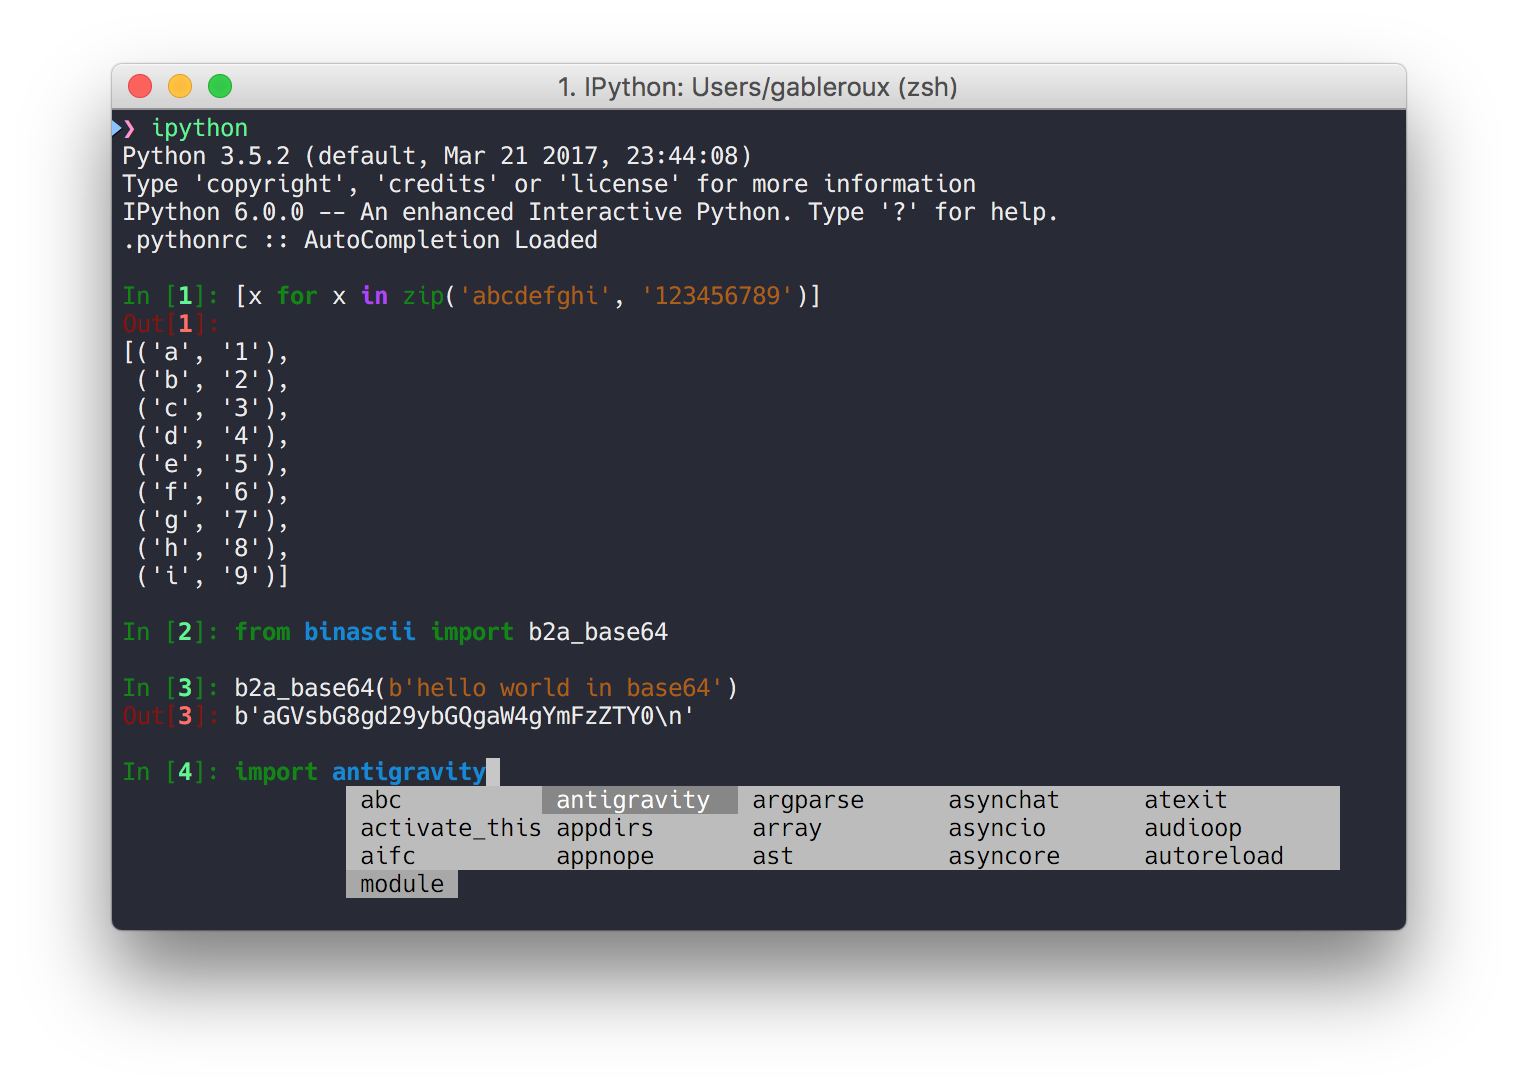 1. IPython: Users/gableroux (zsh)
❯ ipython
Python 3.5.2 (default, Mar 21 2017, 23:44:08)
Type 'copyright', 'credits' or 'license' for more information
IPython 6.0.0 -- An enhanced Interactive Python. Type '?' for help.
.pythonrc :: AutoCompletion Loaded
In [1]: [x for x in zip('abcdefghi', '123456789')]
Out[1]:
[('a', '1'),
 ('b', '2'),
 ('c', '3'),
 ('d', '4'),
 ('e', '5'),
 ('f', '6'),
 ('g', '7'),
 ('h', '8'),
 ('i', '9')]
In [2]: from binascii import b2a_base64
In [3]: b2a_base64(b'hello world in base64')
Out[3]: b'aGVsbG8gd29ybGQgaW4gYmFzZTY0\n'
In [4]: import antigravity
abc antigravity argparse asynchat atexit
activate_this appdirs array asyncio audioop
aifc appnope ast asyncore autoreload
module